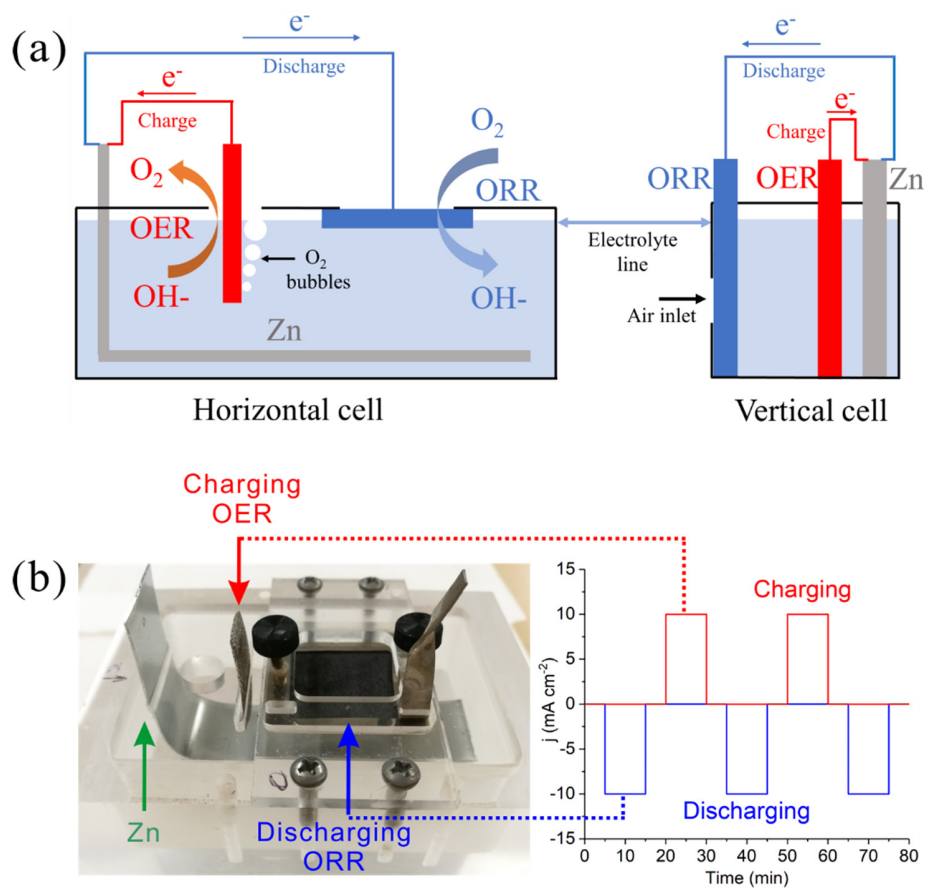 (a)
e-
Discharge
e-
Charge
O2
OER
OH-
O2
bubbles
Zn
O2
ORR
OH-
Horizontal cell
Electrolyte
line
e-
Discharge
e-
Charge
ORR
OER
Zn
Air inlet
Vertical cell
(b)
Charging
OER
Zn
Discharging
ORR
15
10
5
0
-5
-10
-15
j (mA cm-2)
Charging
Discharging
0 10 20 30 40 50 60 70 80
Time (min)